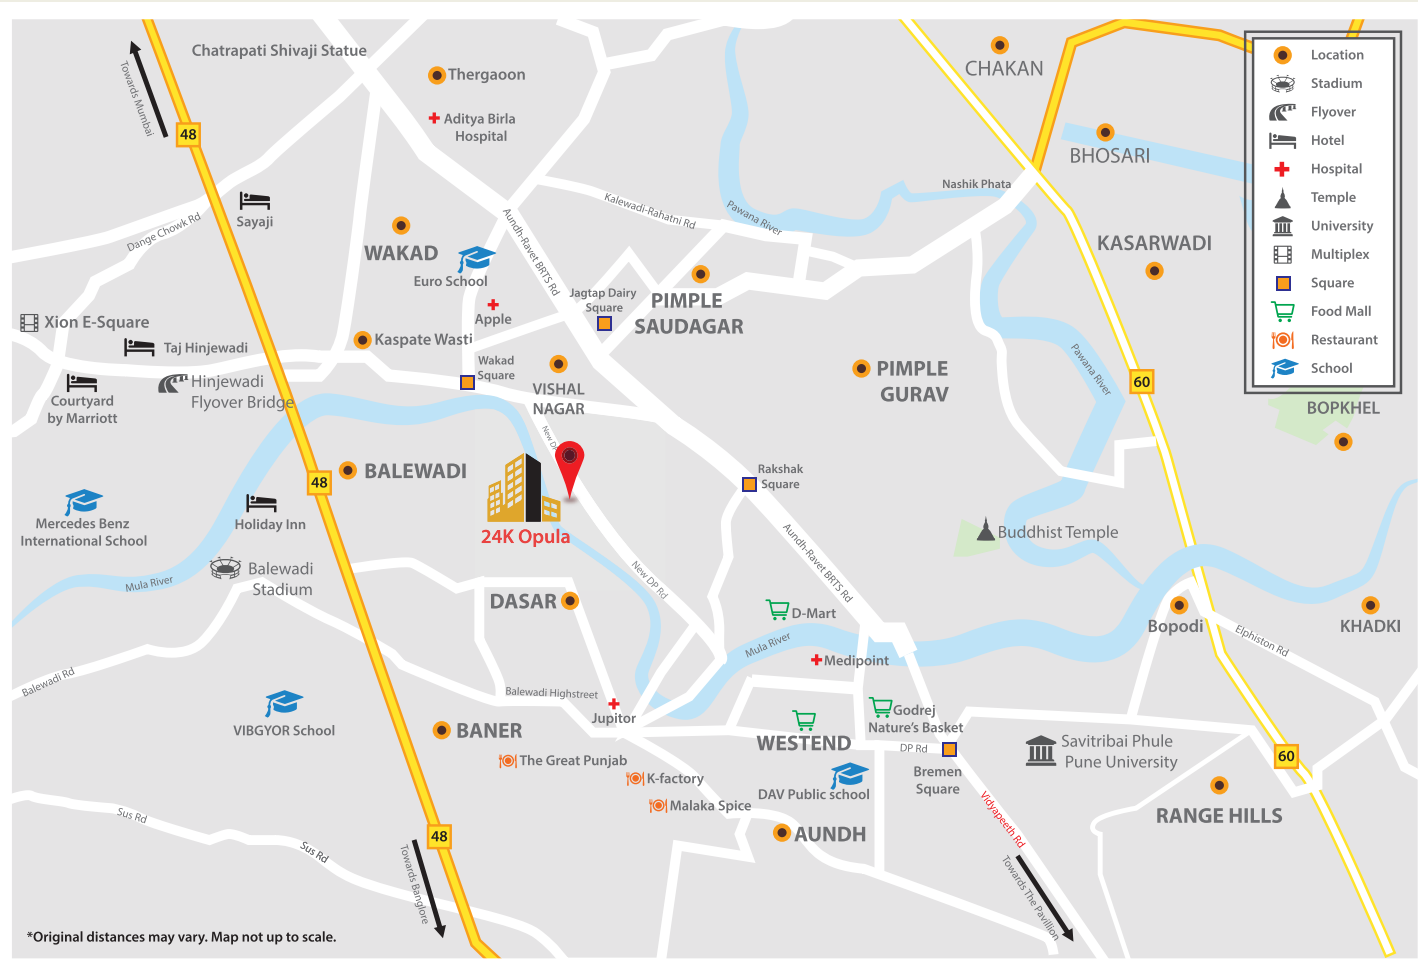 Chatrapati Shivaji Statue
Thergaoon
Aditya Birla
Hospital
Towards Mumbai
48
Sayaji
Dange Chowk Rd
WAKAD
Euro School
Apple
Aundh-Ravet BRTS Rd
Kalewadi-Rahatni Rd
Pawana River
Nashik Phata
CHAKAN
BHOSARI
KASARWADI
Location
Stadium
Flyover
Hotel
Hospital
Temple
University
Multiplex
Square
Food Mall
Restaurant
School
Jagtap Dairy
Square
PIMPLE
SAUDAGAR
Xion E-Square
Taj Hinjewadi
Kaspate Wasti
Courtyard
by Marriott
Hinjewadi
Flyover Bridge
Wakad
Square
VISHAL
NAGAR
PIMPLE
GURAV
Pawana River
60
BOPKHEL
New DP
BALEWADI
48
Rakshak
Square
Mercedes Benz
International School
Holiday Inn
24K Opula
Buddhist Temple
Aundh-Ravet BRTS Rd
Mula River
Balewadi
Stadium
New DP Rd
DASAR
D-Mart
Mula River
Medipoint
Bopodi
Elphiston Rd
KHADKI
Balewadi Rd
Balewadi Highstreet
Jupitor
VIBGYOR School
BANER
The Great Punjab
K-factory
Malaka Spice
WESTEND
Godrej
Nature's Basket
DP Rd
DAV Public school
Bremen
Square
Savitribai Phule
Pune University
60
RANGE HILLS
Vidyapeeth Rd
AUNDH
Sus Rd
Sus Rd
48
Towards Banglore
Towards The Pavillion
*Original distances may vary. Map not up to scale.